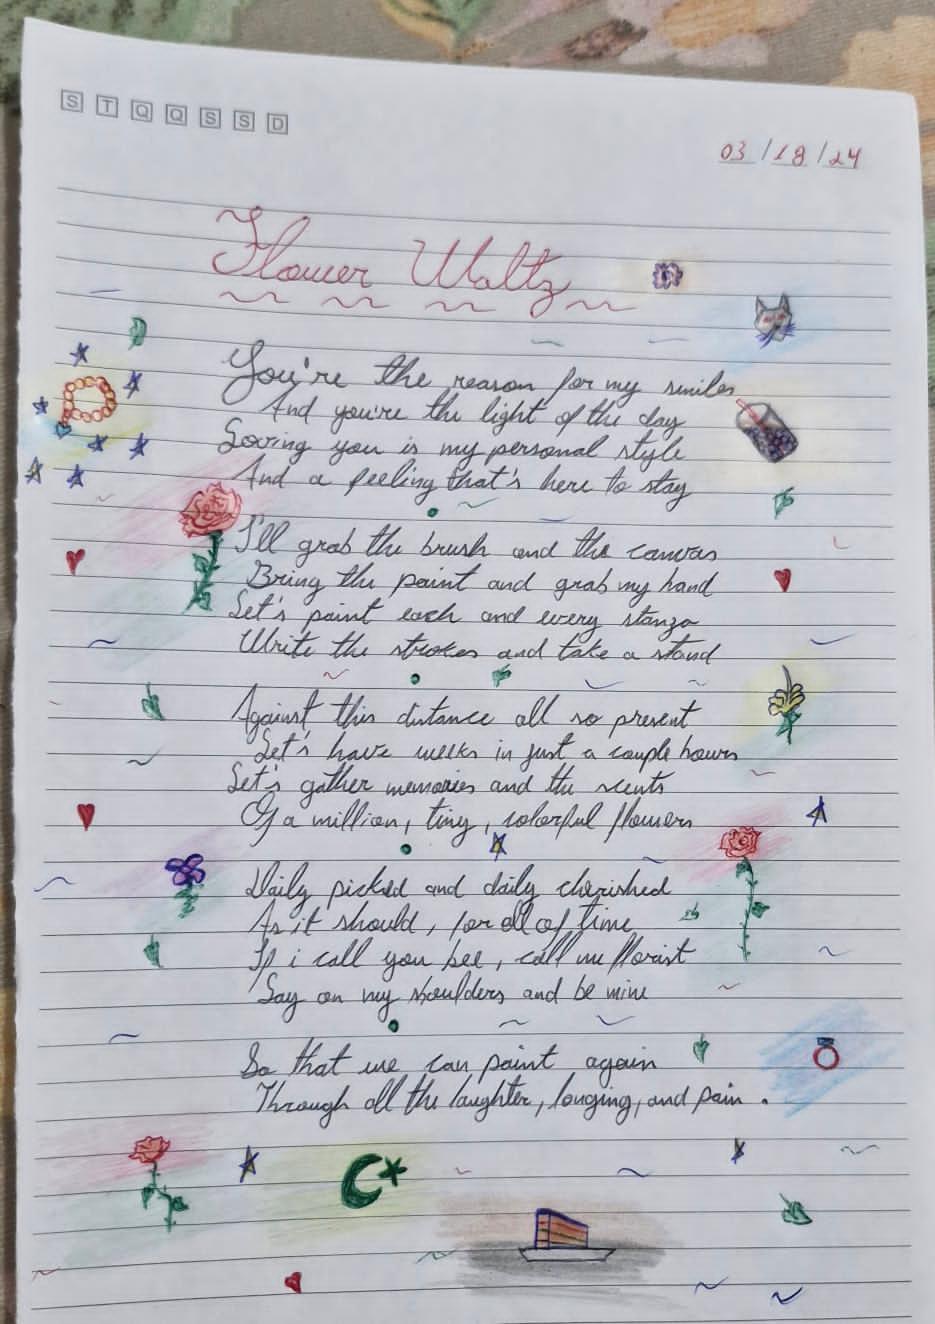 S T Q Q S S D
03/18/24
Flower Waltz
You're the reason for my smiles
And you're the light of the day
Loving you is my personal style
And a feeling that's here to stay
I'll grab the brush and the canvas
Bring the paint and grab my hand
Let's paint each and every stanza
Write the strokes and take a stand
Against this distance all so present
Let's have weeks in just a couple hours
Let's gather memories and the scents
Of a million, tiny, colorful flowers
Daily picked and daily cherished
As it should, for all of time
If i call you bee, call me florist
Lay on my shoulders and be mine
So that we can paint again
Through all the laughter, longing, and pain.